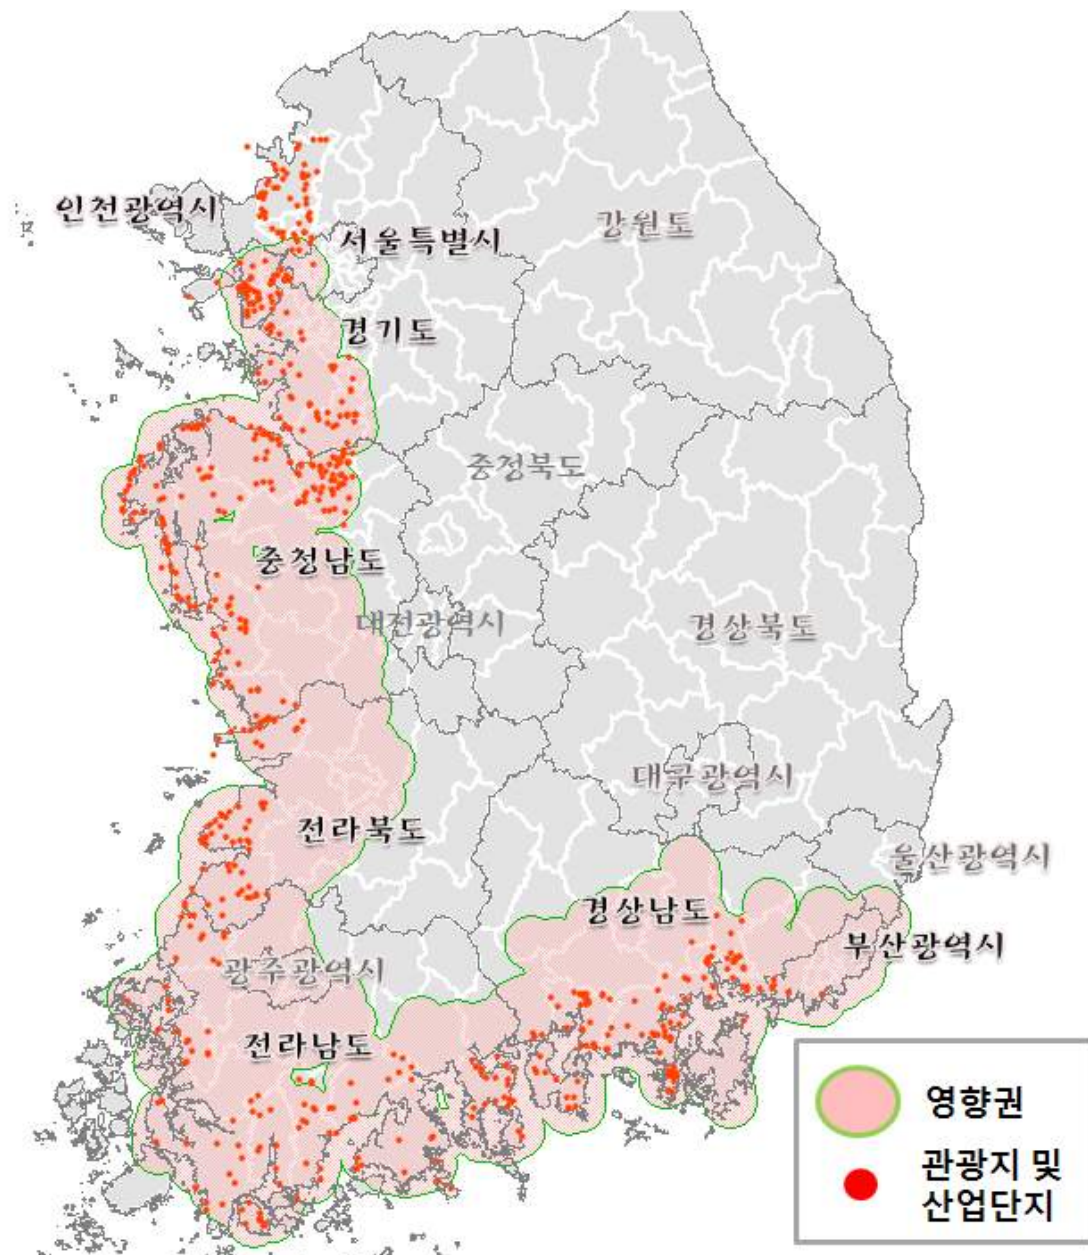 인천광역시
서울특별시
강원도
경기도
충청북도
충청남도
대전광역시
경상북도
대구광역시
전라북도
울산광역시
경상남도
부산광역시
광주광역시
전라남도
영향권
관광지 및
산업단지